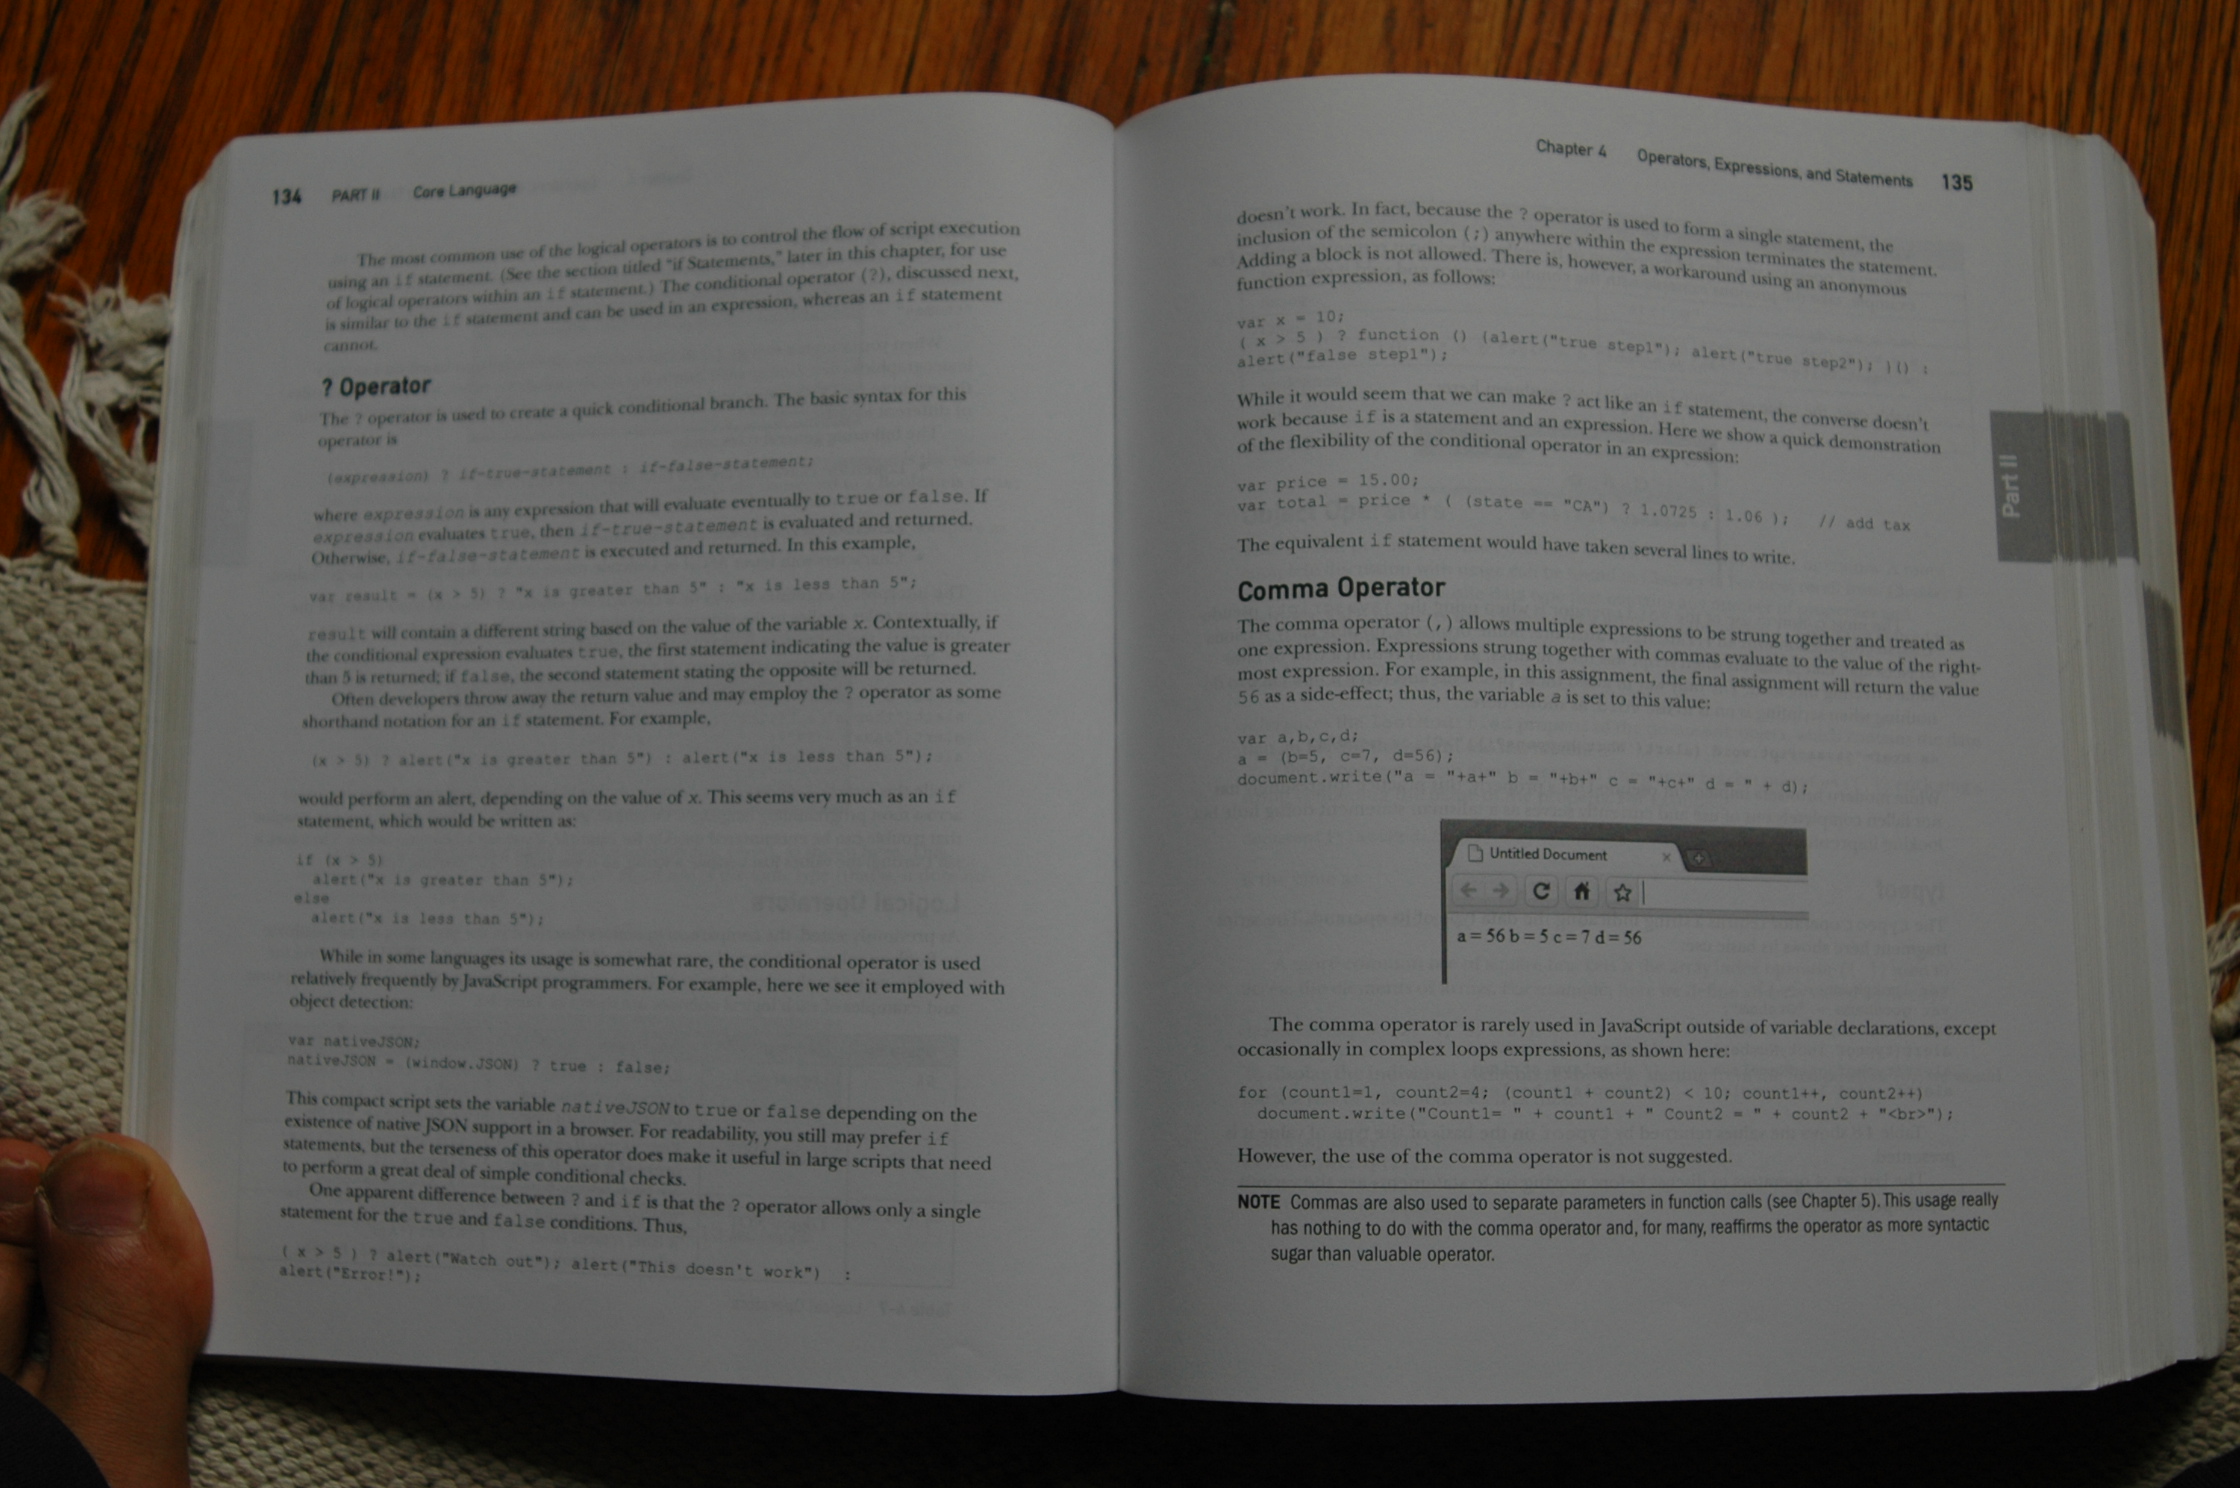 134 PART II Core Language
The most common use of the logical operators is to control the flow of script execution
using an if statement. (See the section titled "if Statements," later in this chapter, for use
of logical operators within an if statement.) The conditional operator (?), discussed next,
is similar to the if statement and can be used in an expression, whereas an if statement
cannot.
? Operator
The ? operator is used to create a quick conditional branch. The basic syntax for this
operator is
(expression) ? if-true-statement : if-false-statement;
where expression is any expression that will evaluate eventually to true or false. If
expression evaluates true, then if-true-statement is evaluated and returned.
Otherwise, if-false-statement is executed and returned. In this example,
var result = (x > 5) ? "x is greater than 5" : "x is less than 5";
result will contain a different string based on the value of the variable x. Contextually, if
the conditional expression evaluates true, the first statement indicating the value is greater
than 5 is returned; if false, the second statement stating the opposite will be returned.
Often developers throw away the return value and may employ the ? operator as some
shorthand notation for an if statement. For example,
(x > 5) ? alert("x is greater than 5") : alert("x is less than 5");
would perform an alert, depending on the value of x. This seems very much as an if
statement, which would be written as:
if (x > 5)
alert("x is greater than 5");
else
alert("x is less than 5");
While in some languages its usage is somewhat rare, the conditional operator is used
relatively frequently by JavaScript programmers. For example, here we see it employed with
object detection:
var nativeJSON;
nativeJSON = (window.JSON) ? true : false;
This compact script sets the variable nativeJSON to true or false depending on the
existence of native JSON support in a browser. For readability, you still may prefer if
statements, but the terseness of this operator does make it useful in large scripts that need
to perform a great deal of simple conditional checks.
One apparent difference between ? and if is that the ? operator allows only a single
statement for the true and false conditions. Thus,
( x > 5 ) ? alert("Watch out"); alert("This doesn't work") :
alert("Error!");
Chapter 4 Operators, Expressions, and Statements 135
doesn't work. In fact, because the ? operator is used to form a single statement, the
inclusion of the semicolon (;) anywhere within the expression terminates the statement.
Adding a block is not allowed. There is, however, a workaround using an anonymous
function expression, as follows:
var x = 10;
( x > 5 ) ? function () {alert("true step1"); alert("true step2"); }() :
alert("false step1");
While it would seem that we can make ? act like an if statement, the converse doesn't
work because if is a statement and an expression. Here we show a quick demonstration
of the flexibility of the conditional operator in an expression:
var price = 15.00;
var total = price * ( (state == "CA") ? 1.0725 : 1.06 ); // add tax
The equivalent if statement would have taken several lines to write.
Comma Operator
The comma operator (,) allows multiple expressions to be strung together and treated as
one expression. Expressions strung together with commas evaluate to the value of the right-
most expression. For example, in this assignment, the final assignment will return the value
56 as a side-effect; thus, the variable a is set to this value:
var a,b,c,d;
a = (b=5, c=7, d=56);
document.write("a = "+a+" b = "+b+" c = "+c+" d = " + d);
Untitled Document
a = 56 b = 5 c = 7 d = 56
The comma operator is rarely used in JavaScript outside of variable declarations, except
occasionally in complex loops expressions, as shown here:
for (count1=1, count2=4; (count1 + count2) < 10; count1++, count2++)
document.write("Count1= " + count1 + " Count2 = " + count2 + "<br>");
However, the use of the comma operator is not suggested.
NOTE Commas are also used to separate parameters in function calls (see Chapter 5). This usage really
has nothing to do with the comma operator and, for many, reaffirms the operator as more syntactic
sugar than valuable operator.
Part II